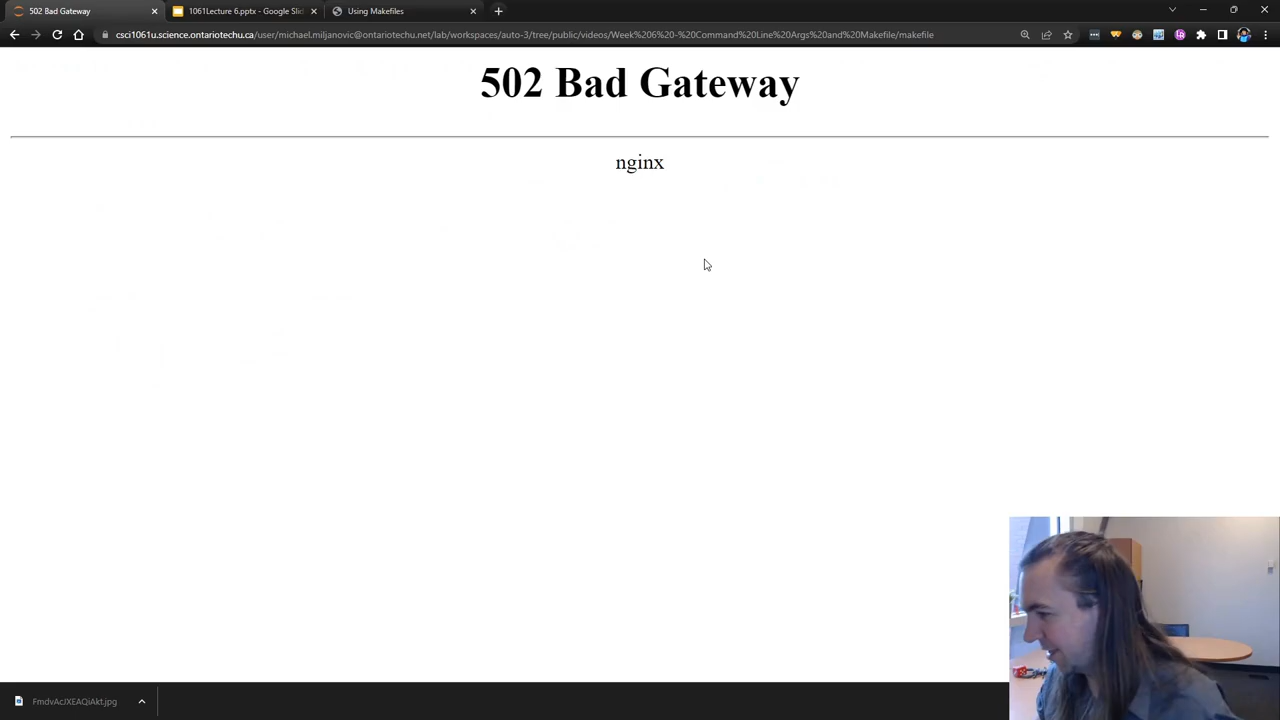 502 Bad Gateway
1061Lecture 6.pptx - Google Slid
Using Makefiles
csci1061u.science.ontariotechu.ca/user/michael.miljanovic@ontariotechu.net/lab/workspaces/auto-3/tree/public/videos/Week%206%20-%20Command%20Line%20Args%20and%20Makefile/makefile
502 Bad Gateway
nginx
FmdvAcJXEAQiAkt.jpg